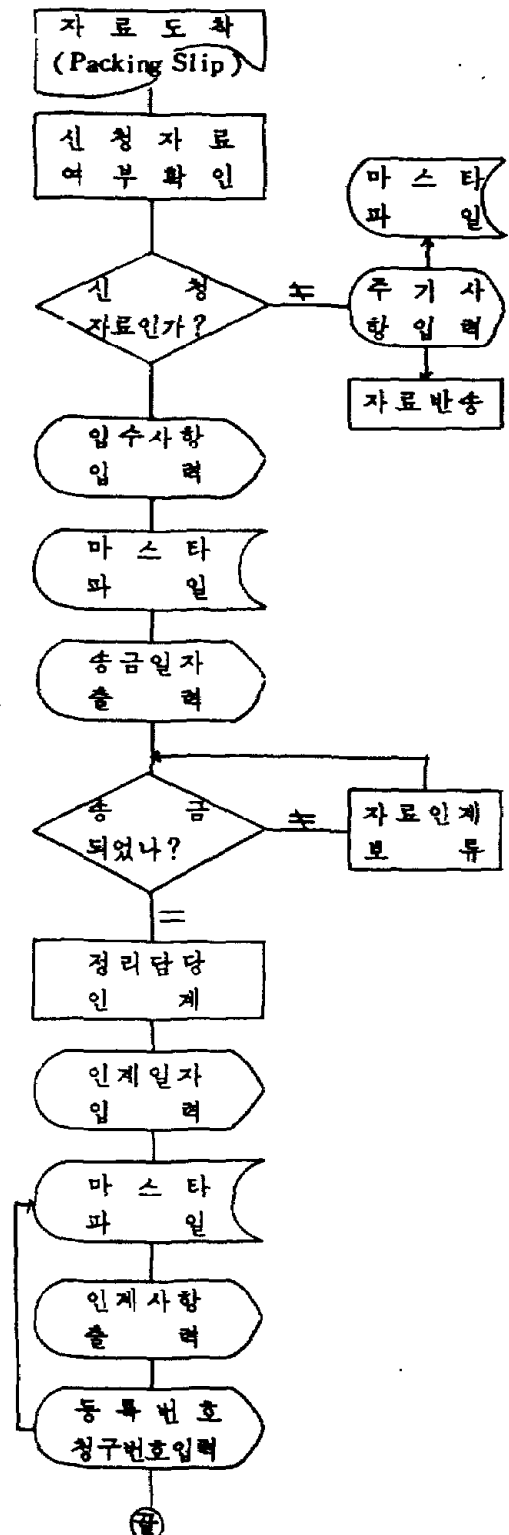 자 료 도 착
(Packing Slip)
신 청 자 료
여 부 확 인
신 청
자료인가?
≠
주 기 사
항 입 력
마 스 타
파 일
자료반송
입수사항
입 력
마 스 타
파 일
송금일자
출 력
송 금
되었나?
≠
자료인계
보 류
=
정리담당
인 계
인계일자
입 력
마 스 타
파 일
인계사항
출 력
등 록 번 호
청구번호입력
끝